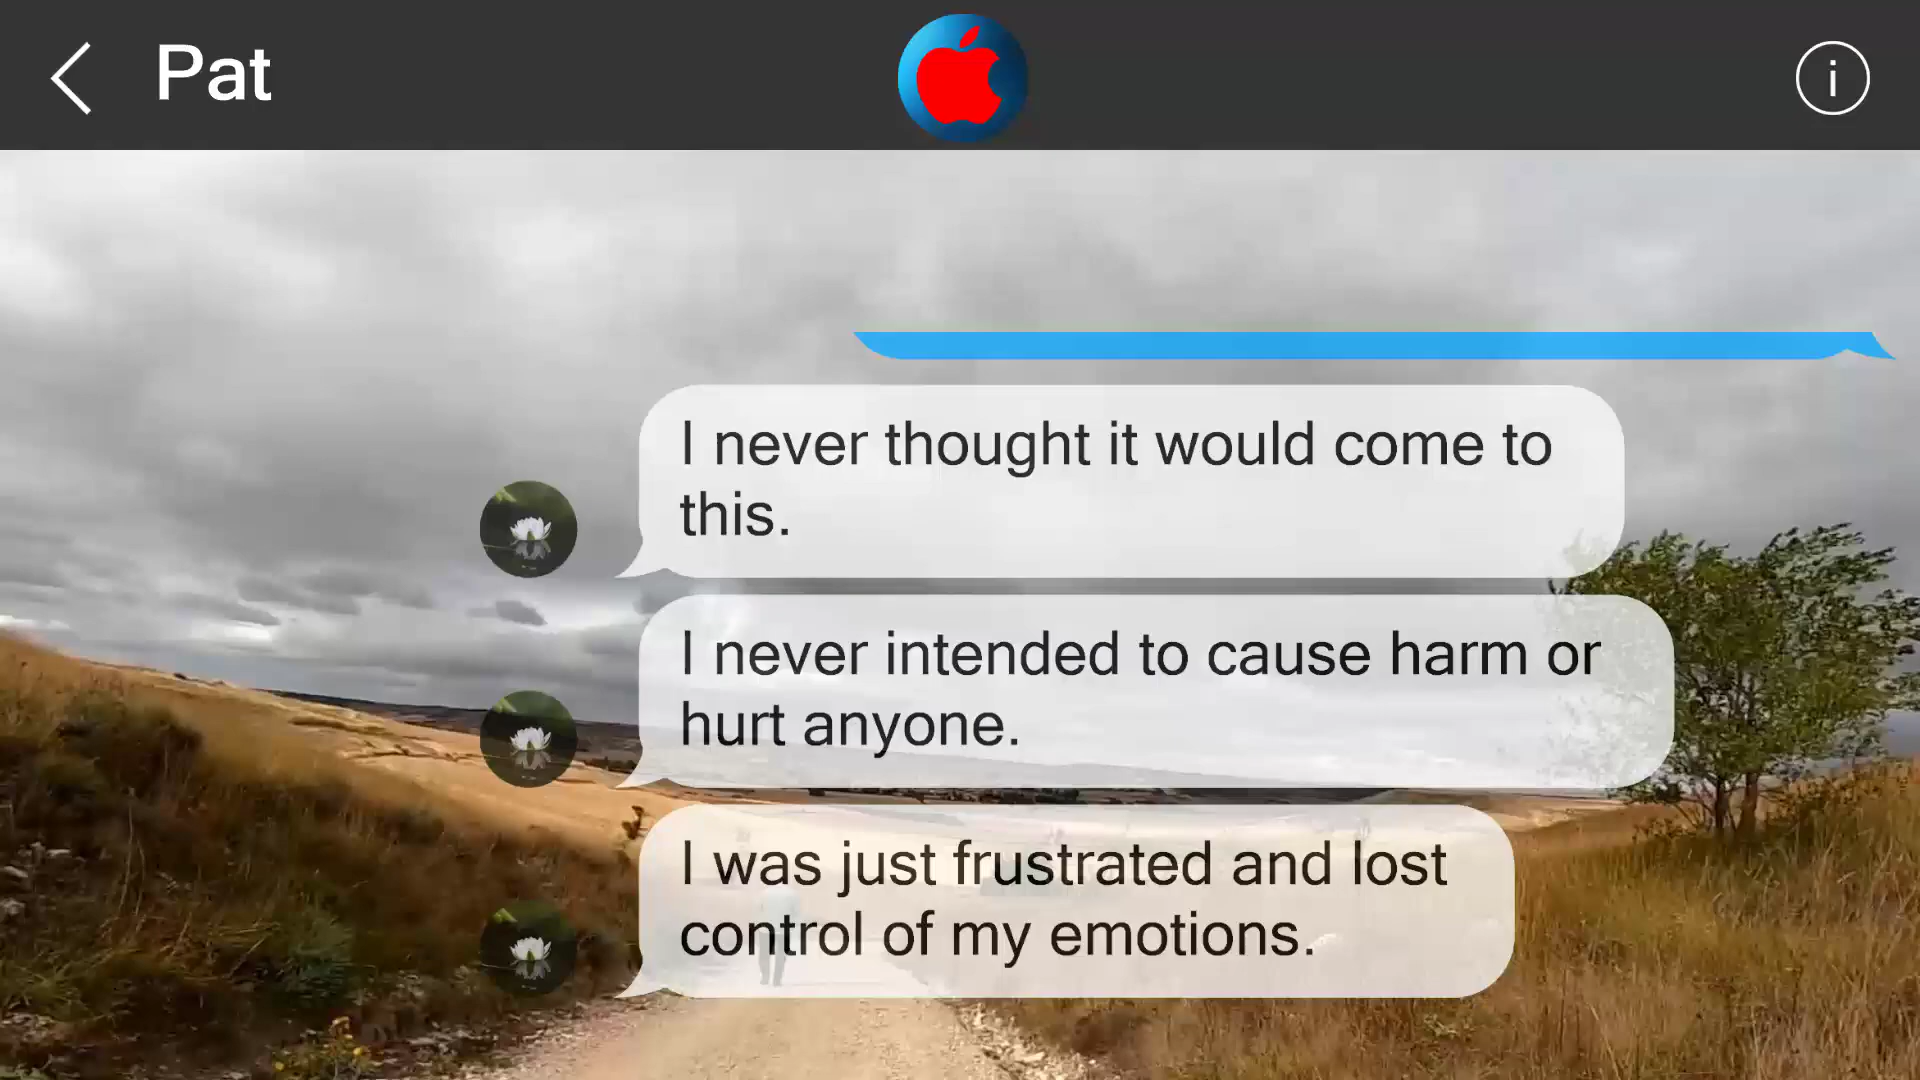 Pat
i
I never thought it would come to
this.
I never intended to cause harm or
hurt anyone.
I was just frustrated and lost
control of my emotions.